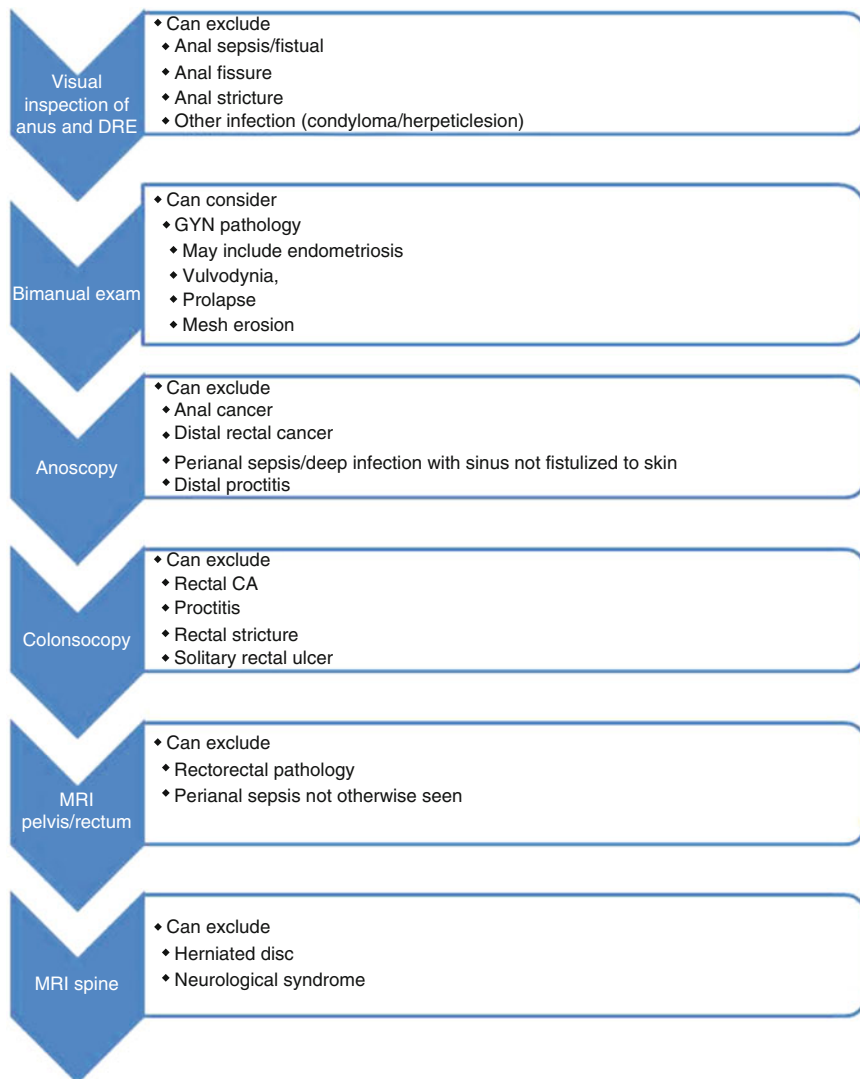 Visual
inspection of
anus and DRE
◆ Can exclude
◆ Anal sepsis/fistual
◆ Anal fissure
◆ Anal stricture
◆ Other infection (condyloma/herpeticlesion)
Bimanual exam
◆ Can consider
◆ GYN pathology
◆ May include endometriosis
◆ Vulvodynia,
◆ Prolapse
◆ Mesh erosion
Anoscopy
◆ Can exclude
◆ Anal cancer
◆ Distal rectal cancer
◆ Perianal sepsis/deep infection with sinus not fistulized to skin
◆ Distal proctitis
Colonsocopy
◆ Can exclude
◆ Rectal CA
◆ Proctitis
◆ Rectal stricture
◆ Solitary rectal ulcer
MRI
pelvis/rectum
◆ Can exclude
◆ Rectorectal pathology
◆ Perianal sepsis not otherwise seen
MRI spine
◆ Can exclude
◆ Herniated disc
◆ Neurological syndrome